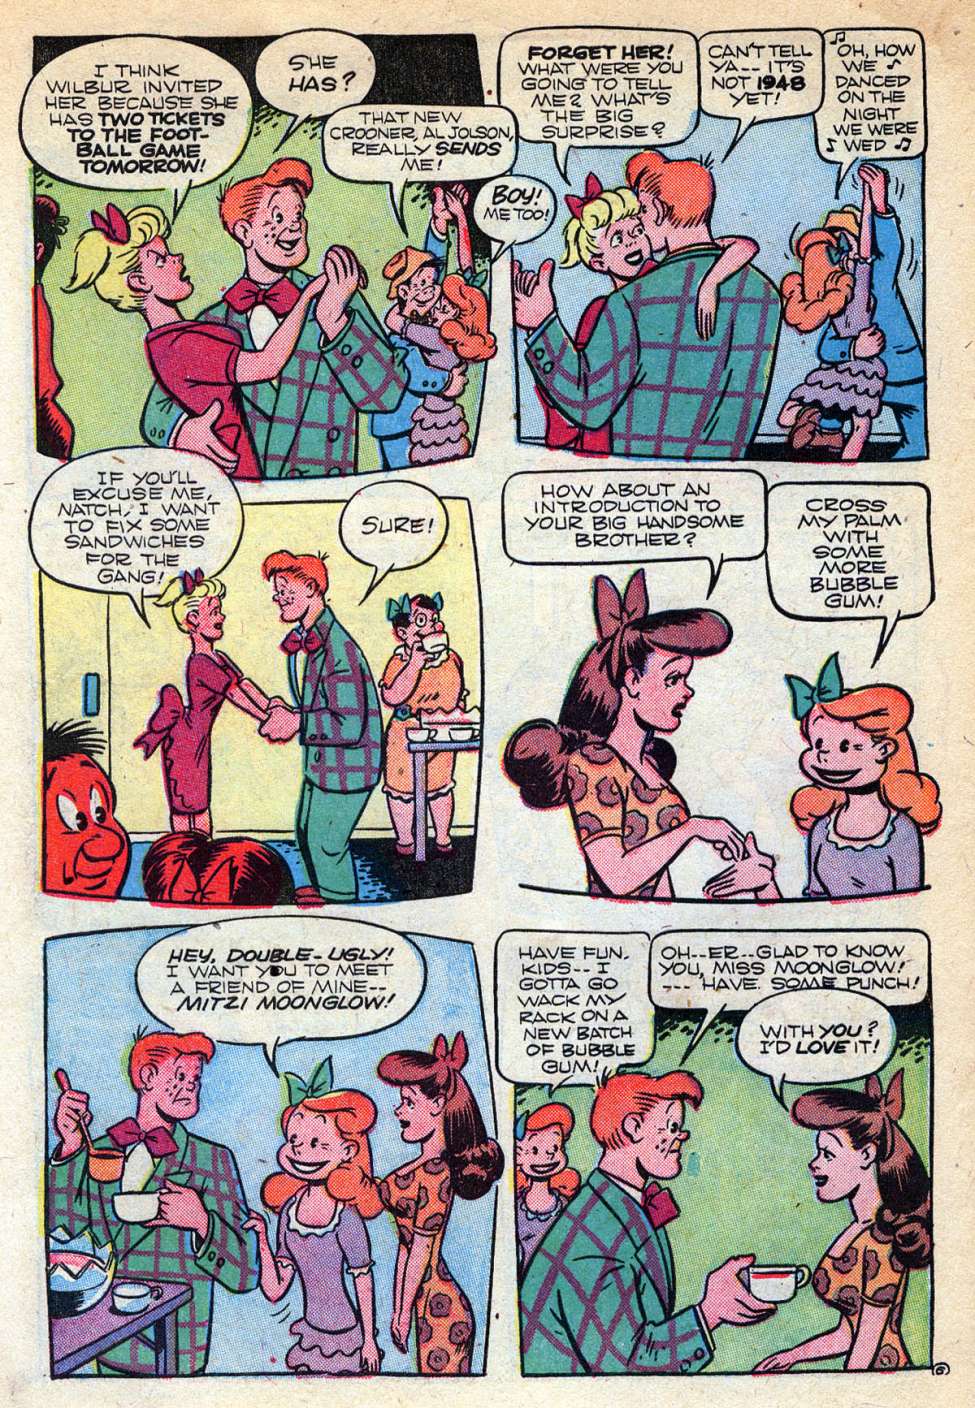 I THINK
WILBUR INVITED
HER BECAUSE SHE
HAS TWO TICKETS
TO THE FOOT-
BALL GAME
TOMORROW!
SHE
HAS?
THAT NEW
CROONER, AL JOLSON,
REALLY SENDS
ME!
BOY!
ME TOO!
FORGET HER!
WHAT WERE YOU
GOING TO TELL
ME? WHAT'S
THE BIG
SURPRISE?
CAN'T TELL
YA-- IT'S
NOT 1948
YET!
♫
OH, HOW
WE ♪
DANCED
ON THE
NIGHT
WE WERE
♪ WED ♫
IF YOU'LL
EXCUSE ME,
NATCH, I WANT
TO FIX SOME
SANDWICHES
FOR THE
GANG!
SURE!
HOW ABOUT AN
INTRODUCTION TO
YOUR BIG HANDSOME
BROTHER?
CROSS
MY PALM
WITH
SOME
MORE
BUBBLE
GUM!
HEY, DOUBLE-UGLY!
I WANT YOU TO MEET
A FRIEND OF MINE--
MITZI MOONGLOW!
HAVE FUN,
KIDS-- I
GOTTA GO
WACK MY
RACK ON A
NEW BATCH
OF BUBBLE
GUM!
OH--ER--GLAD TO KNOW
YOU, MISS MOONGLOW!
--- HAVE SOME PUNCH!
WITH YOU?
I'D LOVE IT!
6